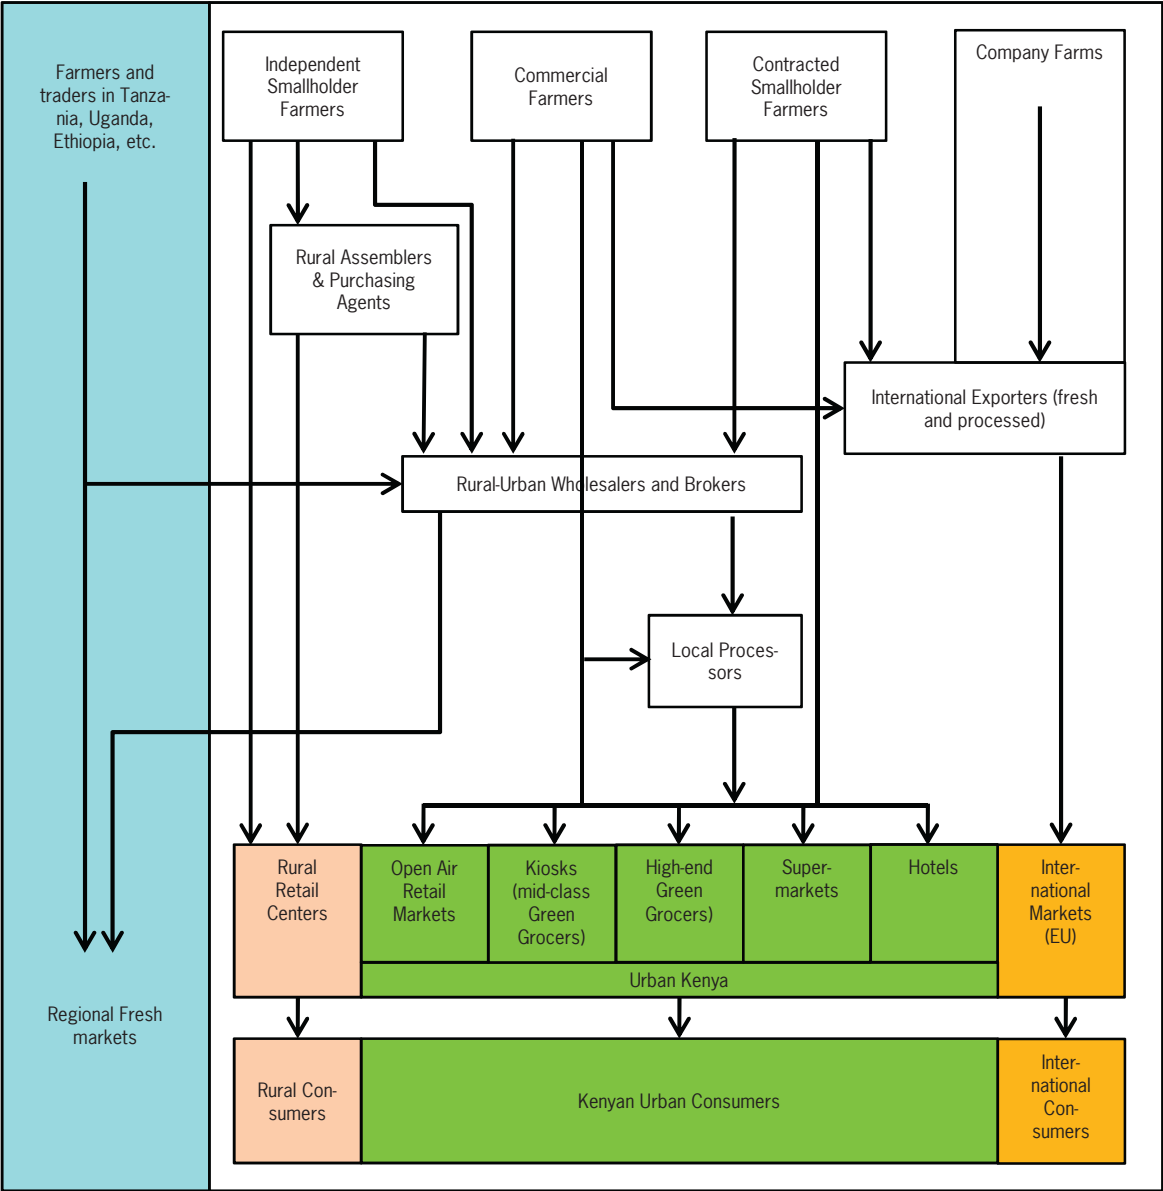 Farmers and
traders in Tanza-
nia, Uganda,
Ethiopia, etc.
Independent
Smallholder
Farmers
Commercial
Farmers
Contracted
Smallholder
Farmers
Company Farms
Rural Assemblers
& Purchasing
Agents
International Exporters (fresh
and processed)
Rural-Urban Wholesalers and Brokers
Local Proces-
sors
Rural
Retail
Centers
Open Air
Retail
Markets
Kiosks
(mid-class
Green
Grocers)
High-end
Green
Grocers)
Super-
markets
Hotels
Inter-
national
Markets
(EU)
Urban Kenya
Regional Fresh
markets
Rural Con-
sumers
Kenyan Urban Consumers
Inter-
national
Con-
sumers